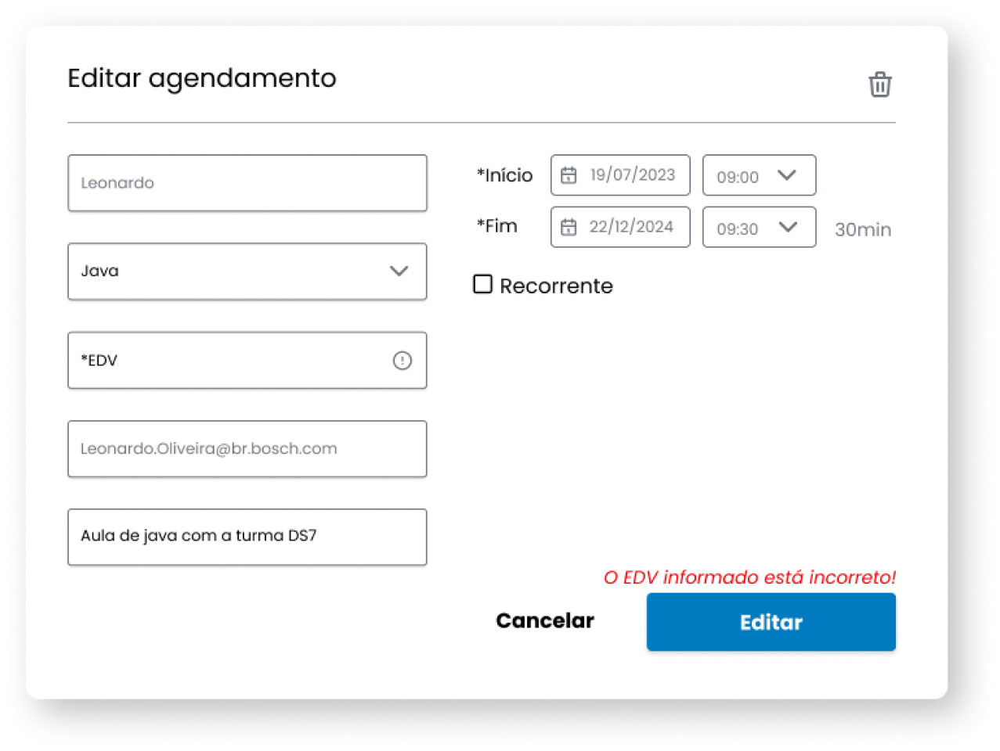 Editar agendamento
Leonardo
Java
*EDV
Leonardo.Oliveira@br.bosch.com
Aula de java com a turma DS7
*Início 19/07/2023 09:00
*Fim 22/12/2024 09:30 30min
Recorrente
O EDV informado está incorreto!
Cancelar Editar